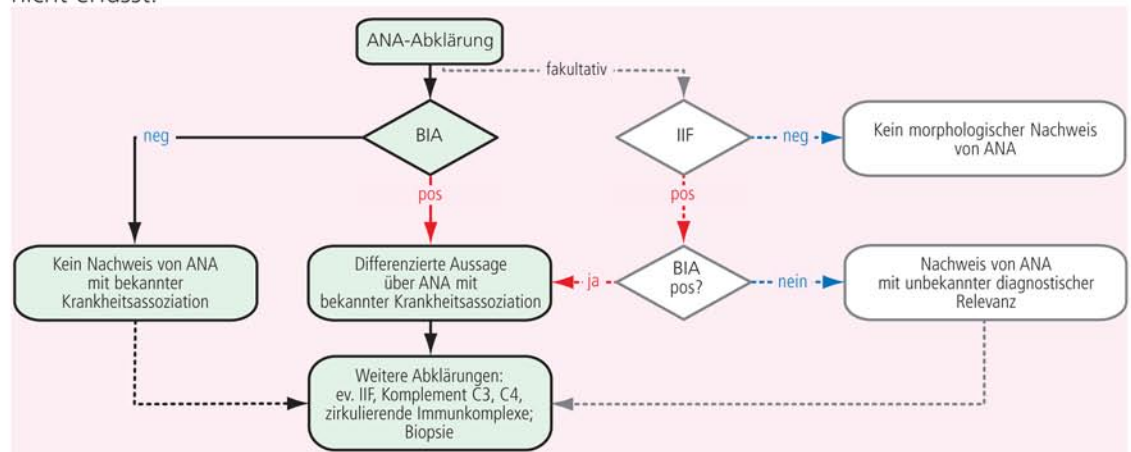 nicht erfasst.
ANA-Abklärung
fakultativ
BIA
IIF
neg
neg
Kein morphologischer Nachweis
von ANA
pos
pos
Kein Nachweis von ANA
mit bekannter
Krankheitsassoziation
Differenzierte Aussage
über ANA mit
bekannter Krankheitsassoziation
ja
BIA
pos?
nein
Nachweis von ANA
mit unbekannter diagnostischer
Relevanz
Weitere Abklärungen:
ev. IIF, Komplement C3, C4,
zirkulierende Immunkomplexe;
Biopsie